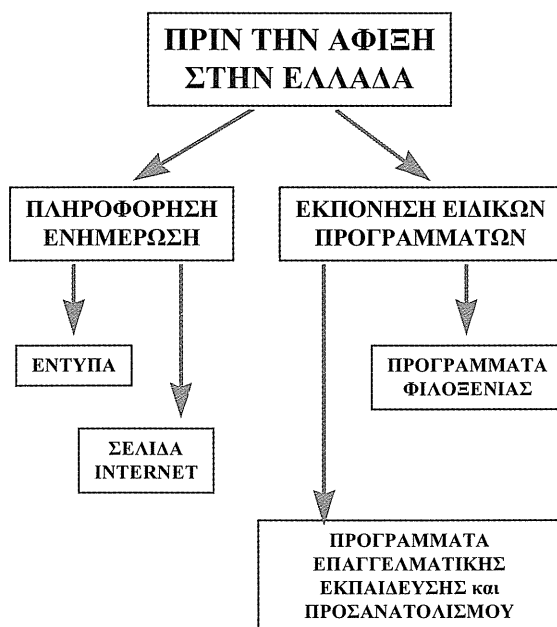 ΠΡΙΝ ΤΗΝ ΑΦΙΞΗ
ΣΤΗΝ ΕΛΛΑΔΑ
ΠΛΗΡΟΦΟΡΗΣΗ
ΕΝΗΜΕΡΩΣΗ
ΕΚΠΟΝΗΣΗ ΕΙΔΙΚΩΝ
ΠΡΟΓΡΑΜΜΑΤΩΝ
ΕΝΤΥΠΑ
ΠΡΟΓΡΑΜΜΑΤΑ
ΦΙΛΟΞΕΝΙΑΣ
ΣΕΛΙΔΑ
INTERNET
ΠΡΟΓΡΑΜΜΑΤΑ
ΕΠΑΓΓΕΛΜΑΤΙΚΗΣ
ΕΚΠΑΙΔΕΥΣΗΣ και
ΠΡΟΣΑΝΑΤΟΛΙΣΜΟΥ